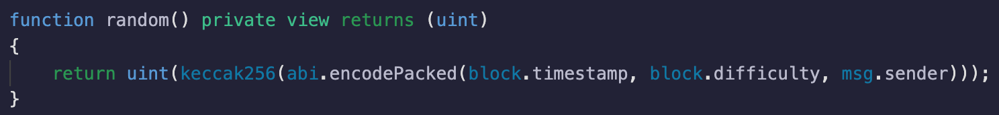 function random() private view returns (uint)
{
    return uint(keccak256(abi.encodePacked(block.timestamp, block.difficulty, msg.sender)));
}